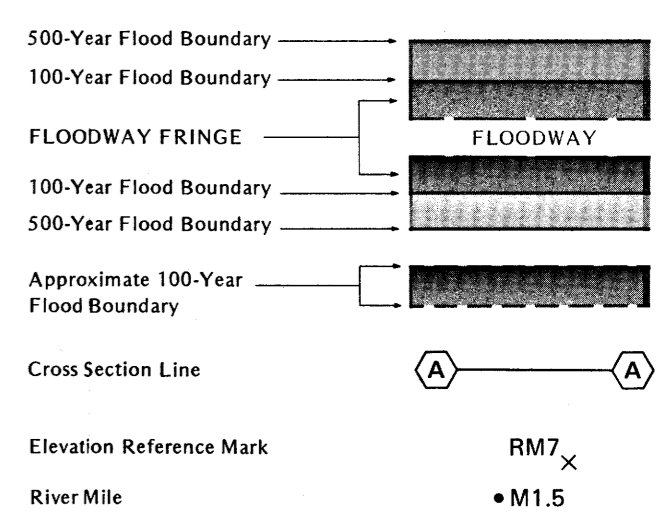 500-Year Flood Boundary
100-Year Flood Boundary
FLOODWAY FRINGE
FLOODWAY
100-Year Flood Boundary
500-Year Flood Boundary
Approximate 100-Year
Flood Boundary
Cross Section Line
A A
Elevation Reference Mark
RM7
River Mile
M1.5